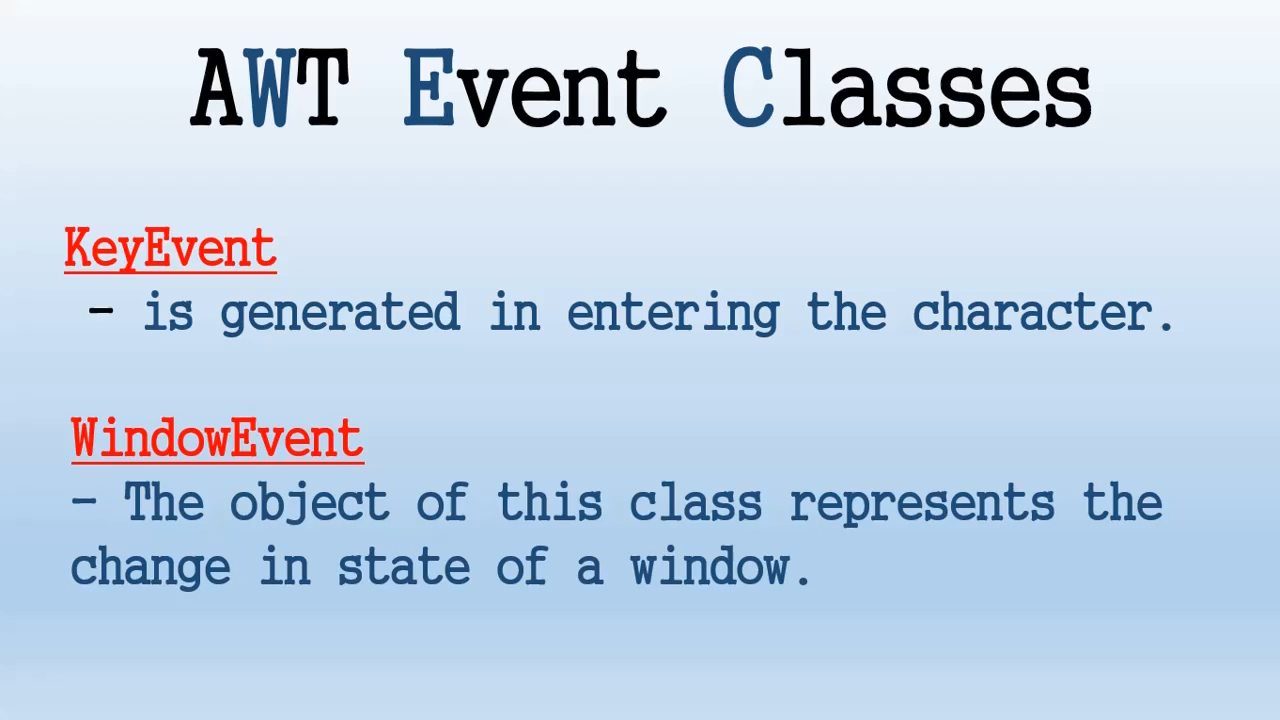 AWT Event Classes
KeyEvent
- is generated in entering the character.
WindowEvent
- The object of this class represents the
change in state of a window.